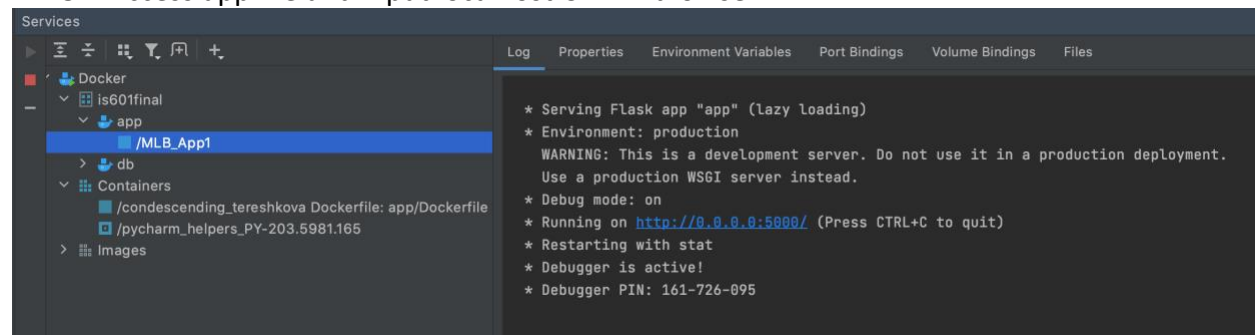 Services
Docker
is601final
app
/MLB_App1
db
Containers
/condescending_tereshkova Dockerfile: app/Dockerfile
/pycharm_helpers_PY-203.5981.165
Images
Log Properties Environment Variables Port Bindings Volume Bindings Files
* Serving Flask app "app" (lazy loading)
* Environment: production
WARNING: This is a development server. Do not use it in a production deployment.
Use a production WSGI server instead.
* Debug mode: on
* Running on http://0.0.0.0:5000/ (Press CTRL+C to quit)
* Restarting with stat
* Debugger is active!
* Debugger PIN: 161-726-095